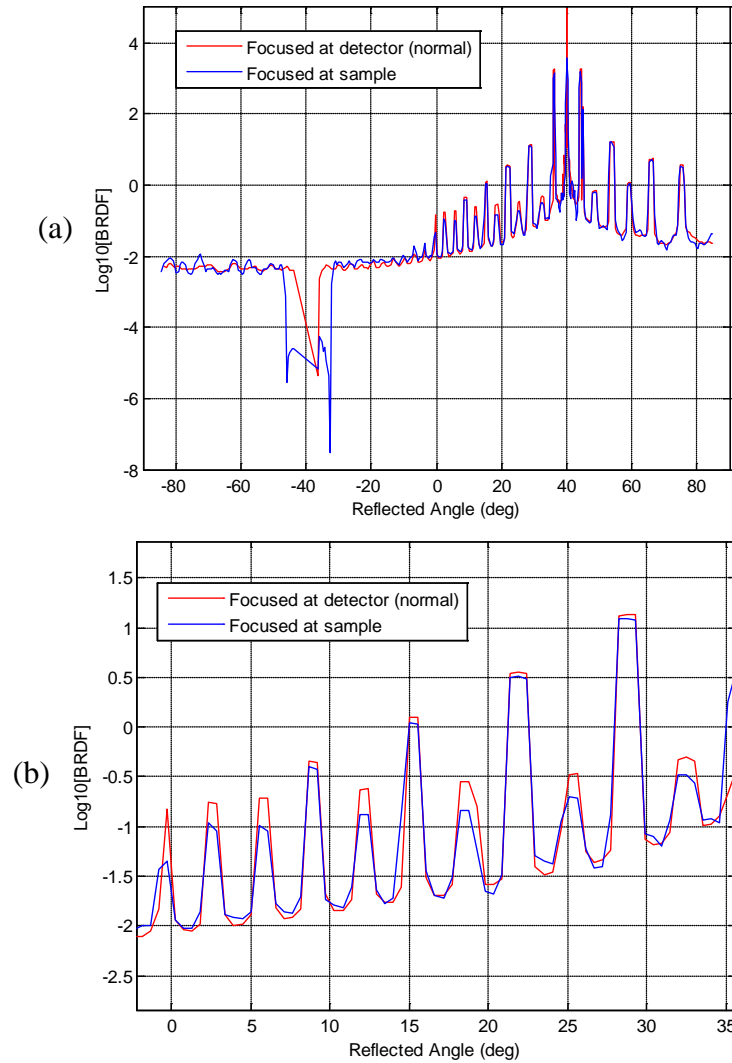 Focused at detector (normal)
Focused at sample
4
2
0
-2
-4
-6
-8
Log10[BRDF]
(a)
-80 -60 -40 -20 0 20 40 60 80
Reflected Angle (deg)
Focused at detector (normal)
Focused at sample
1.5
1
0.5
0
-0.5
-1
-1.5
-2
-2.5
Log10[BRDF]
(b)
0 5 10 15 20 25 30 35
Reflected Angle (deg)